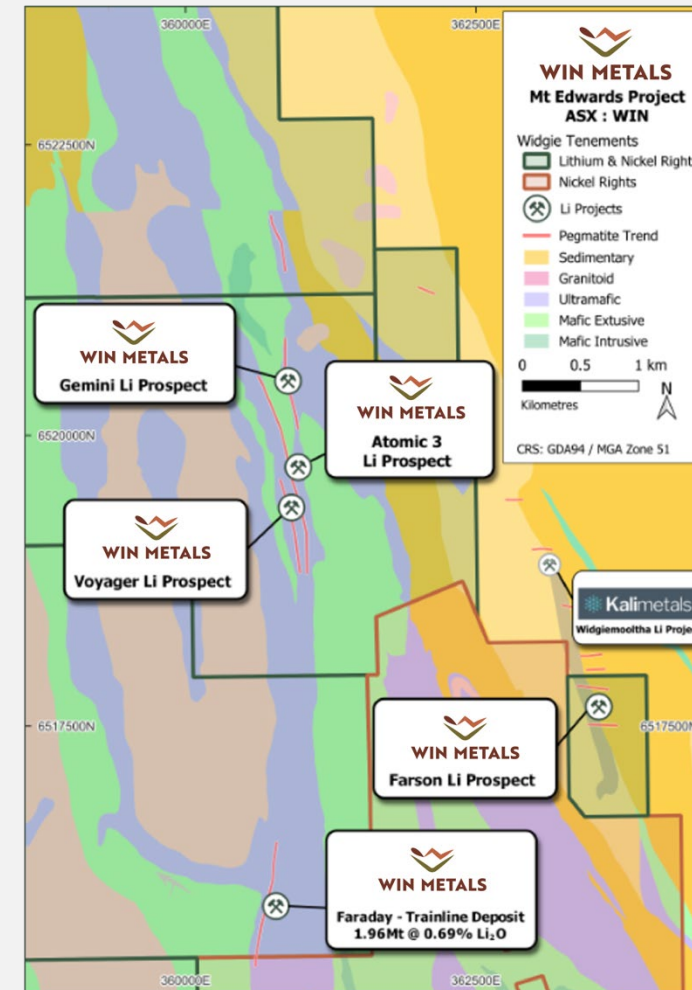 360000E
362500E
WIN METALS
Mt Edwards Project
ASX : WIN
Widgie Tenements
Lithium & Nickel Right
Nickel Rights
Li Projects
Pegmatite Trend
Sedimentary
Granitoid
Ultramafic
Mafic Extusive
Mafic Intrusive
0 0.5 1 km
Kilometres
N
CRS: GDA94 / MGA Zone 51
6522500N
WIN METALS
Gemini Li Prospect
WIN METALS
Atomic 3
Li Prospect
6520000N
WIN METALS
Voyager Li Prospect
Kalimetals
Widgiemooltha Li Proje
6517500N
6517500N
WIN METALS
Farson Li Prospect
WIN METALS
Faraday - Trainline Deposit
1.96Mt @ 0.69% Li₂O
360000E
362500E